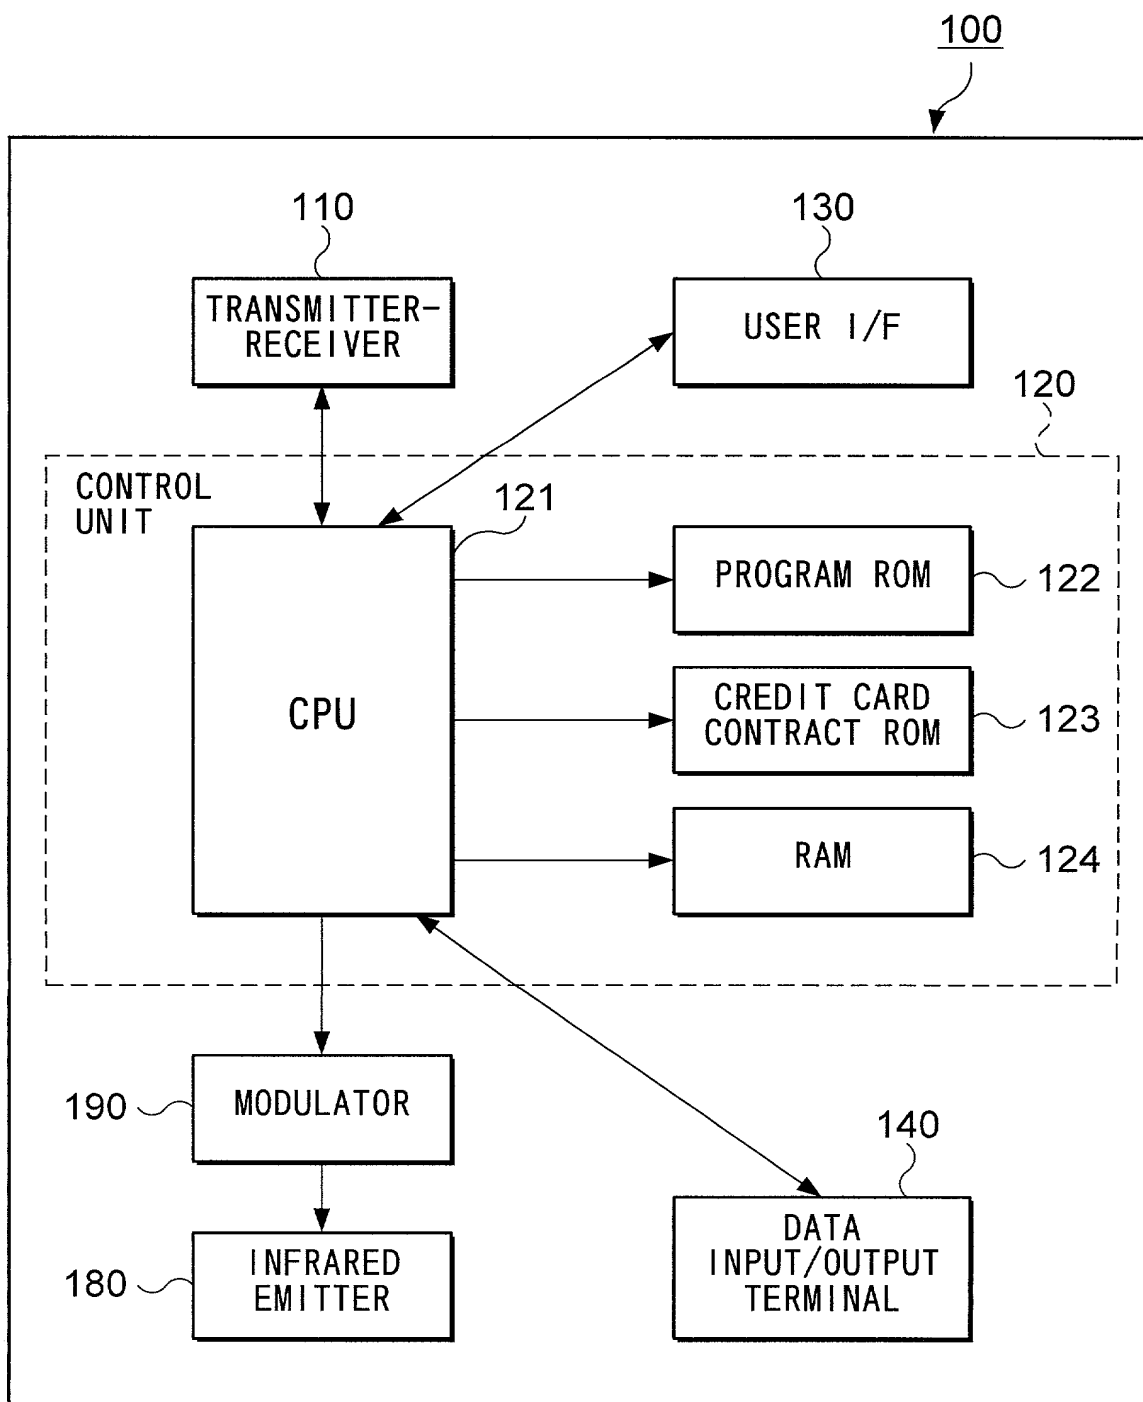 100
110
130
TRANSMITTER-
RECEIVER
USER I/F
120
CONTROL
UNIT
121
PROGRAM ROM
122
CPU
CREDIT CARD
CONTRACT ROM
123
RAM
124
190
MODULATOR
140
180
INFRARED
EMITTER
DATA
INPUT/OUTPUT
TERMINAL